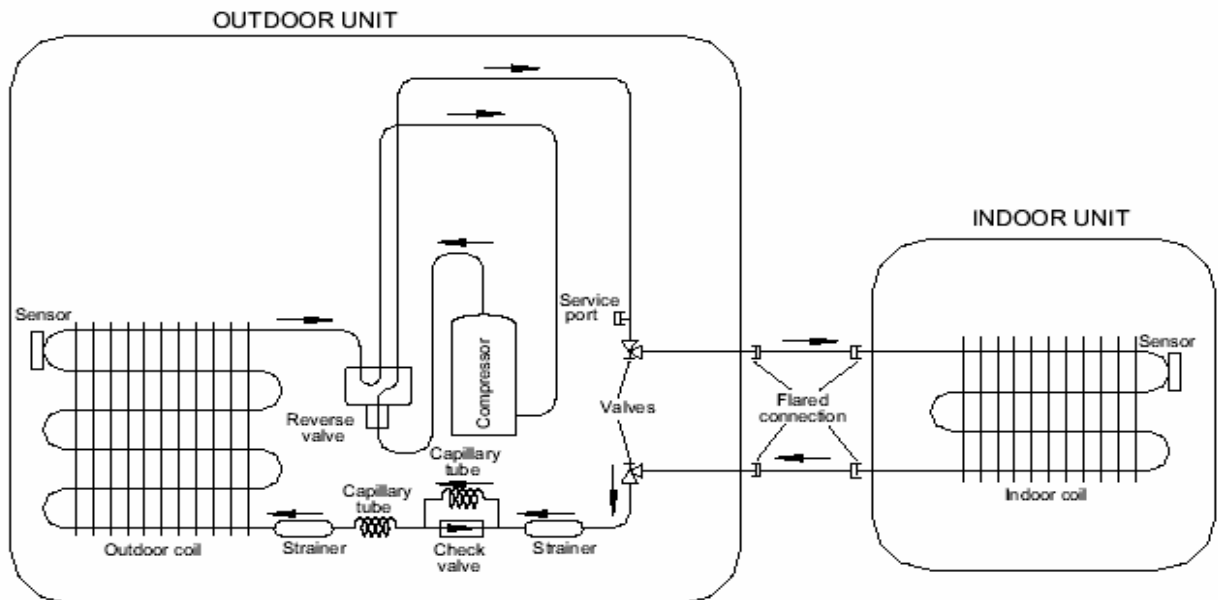 OUTDOOR UNIT
INDOOR UNIT
Sensor
Service
port
Sensor
Compressor
Reverse
valve
Valves
Flared
connection
Capillary
tube
Capillary
tube
Indoor coil
Outdoor coil
Strainer
Check
valve
Strainer